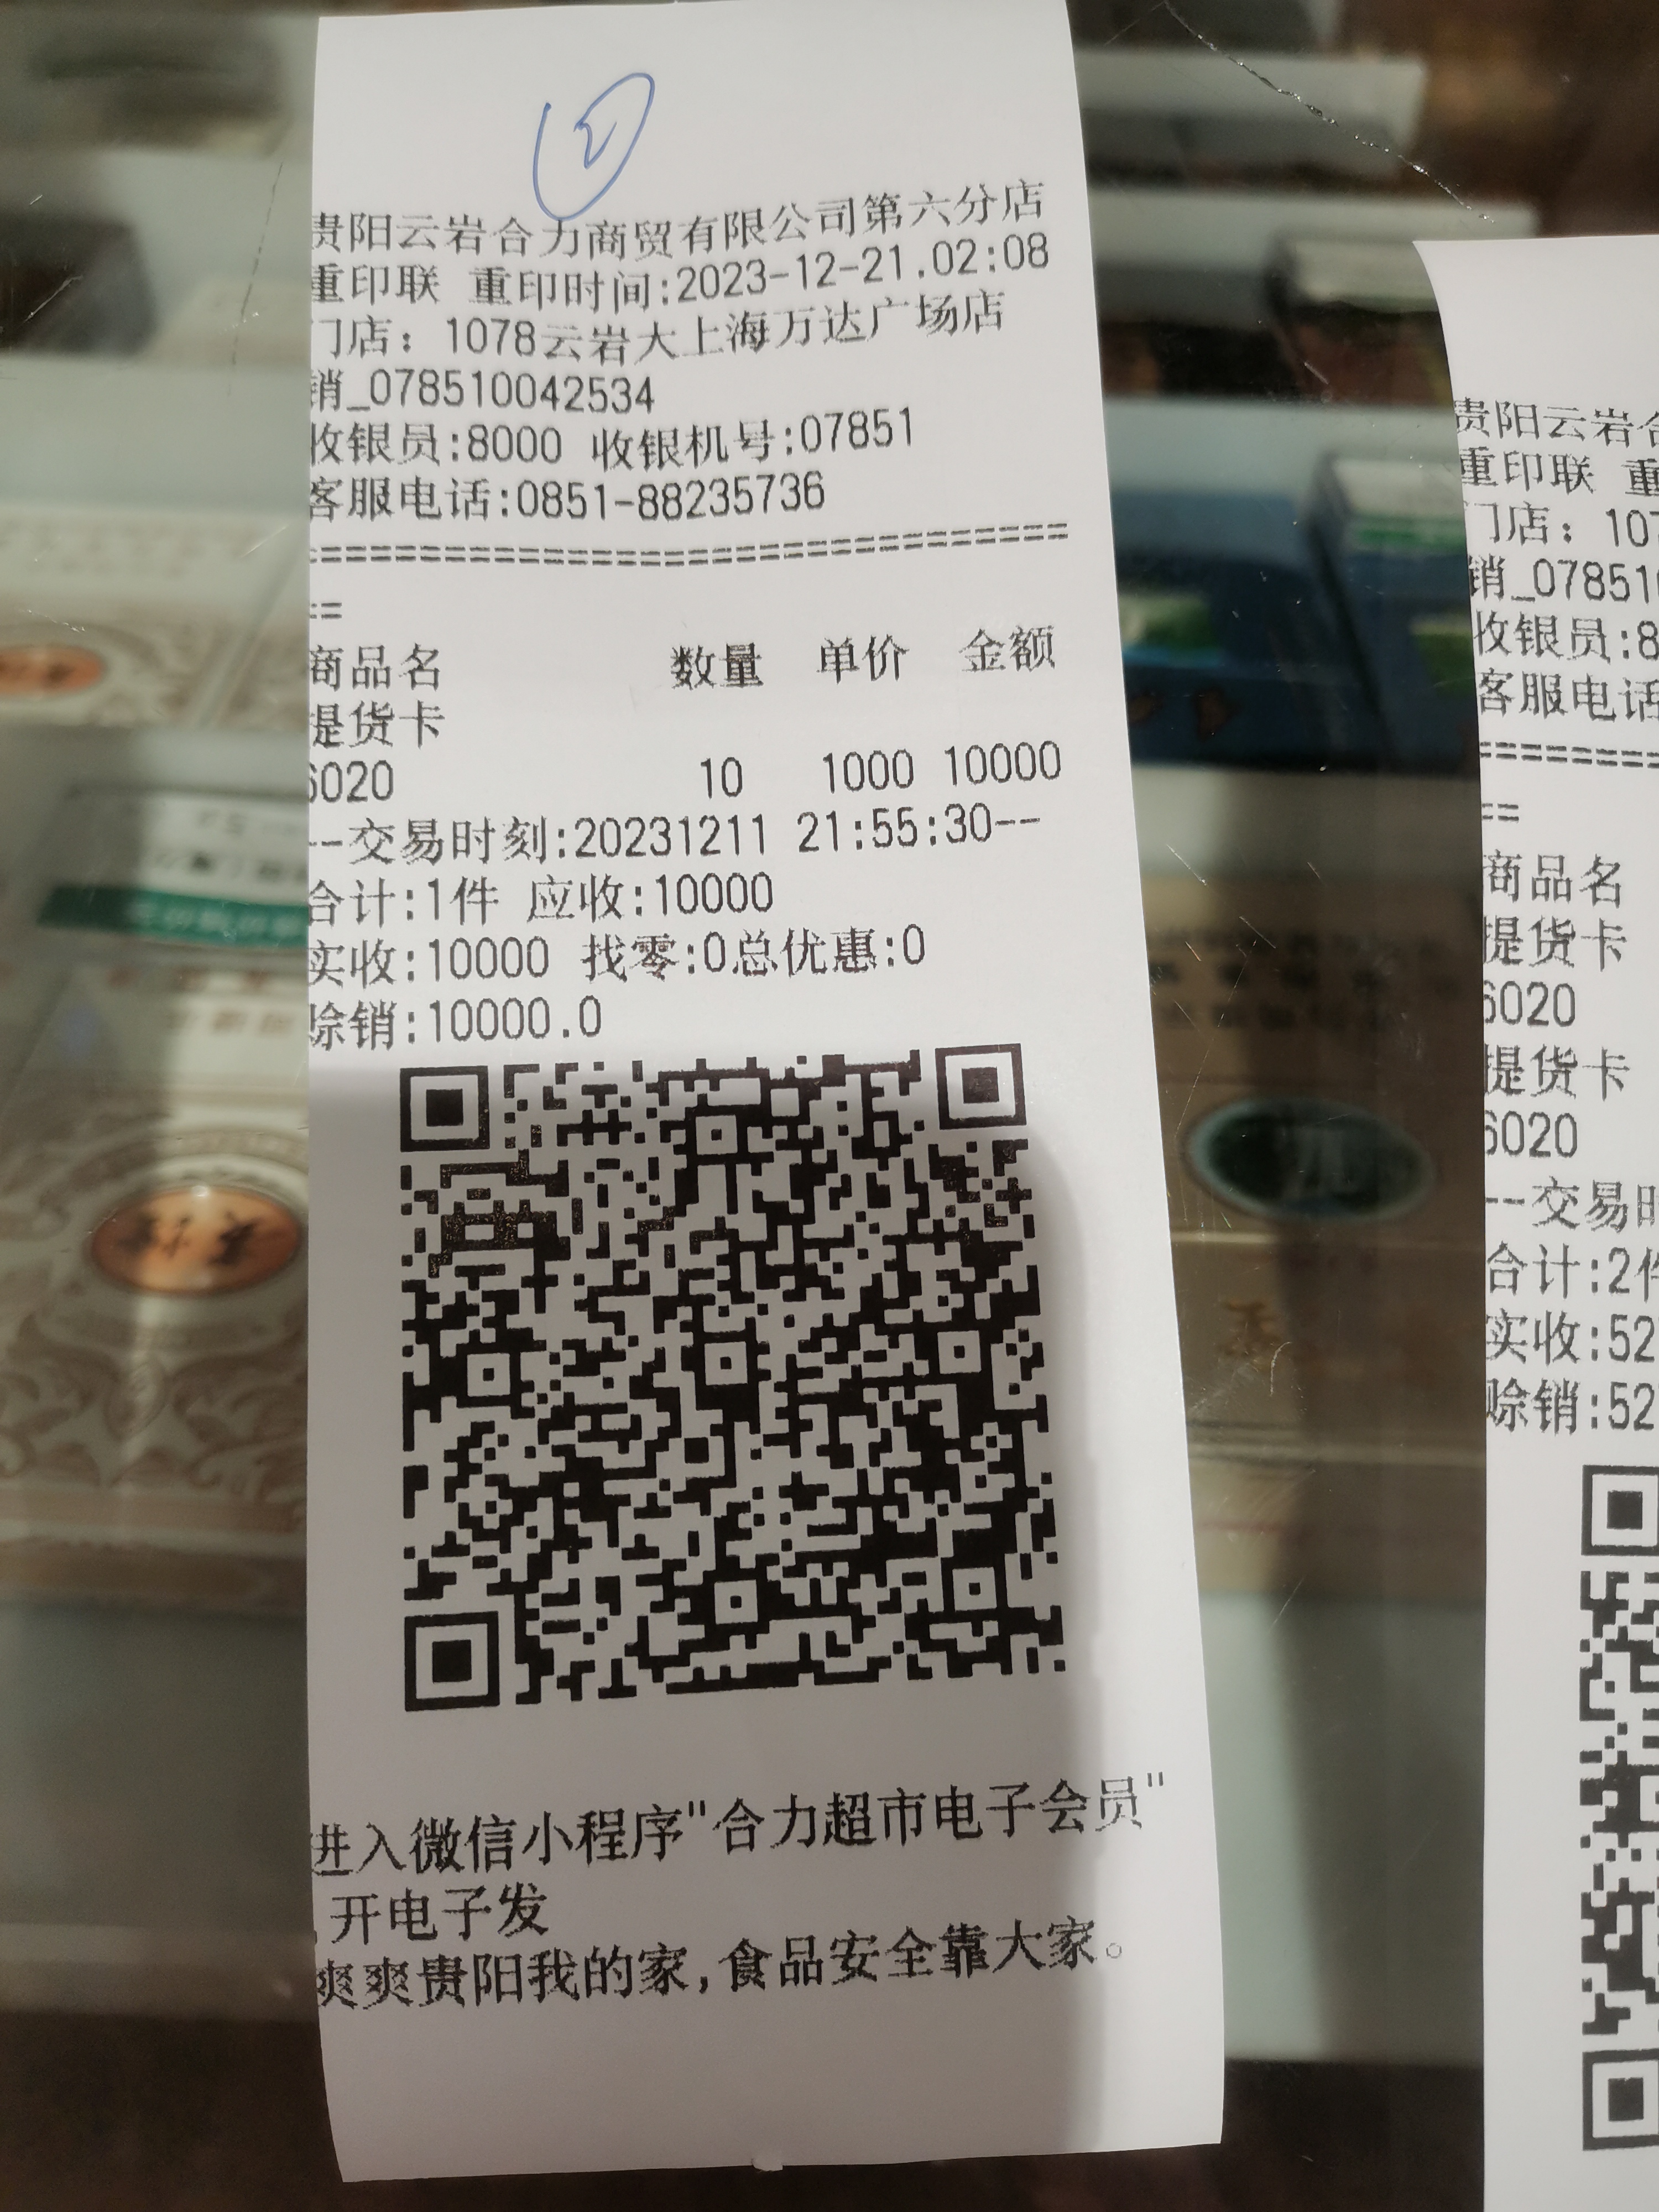 贵阳云岩合力商贸有限公司第六分店
重印联 重印时间:2023-12-21.02:08
门店：1078云岩大上海万达广场店
销_078510042534
收银员:8000 收银机号:07851
客服电话:0851-88235736
================================
==
商品名 数量 单价 金额
提货卡
6020 10 1000 10000
--交易时刻:20231211 21:55:30--
合计:1件 应收:10000
实收:10000 找零:0总优惠:0
赊销:10000.0
进入微信小程序"合力超市电子会员"
,开电子发
爽爽贵阳我的家,食品安全靠大家。
贵阳云岩合
重印联 重
门店：107
销_07851
收银员:8
客服电话
=======
==
商品名
提货卡
6020
提货卡
6020
--交易时
合计:2件
实收:52
赊销:52